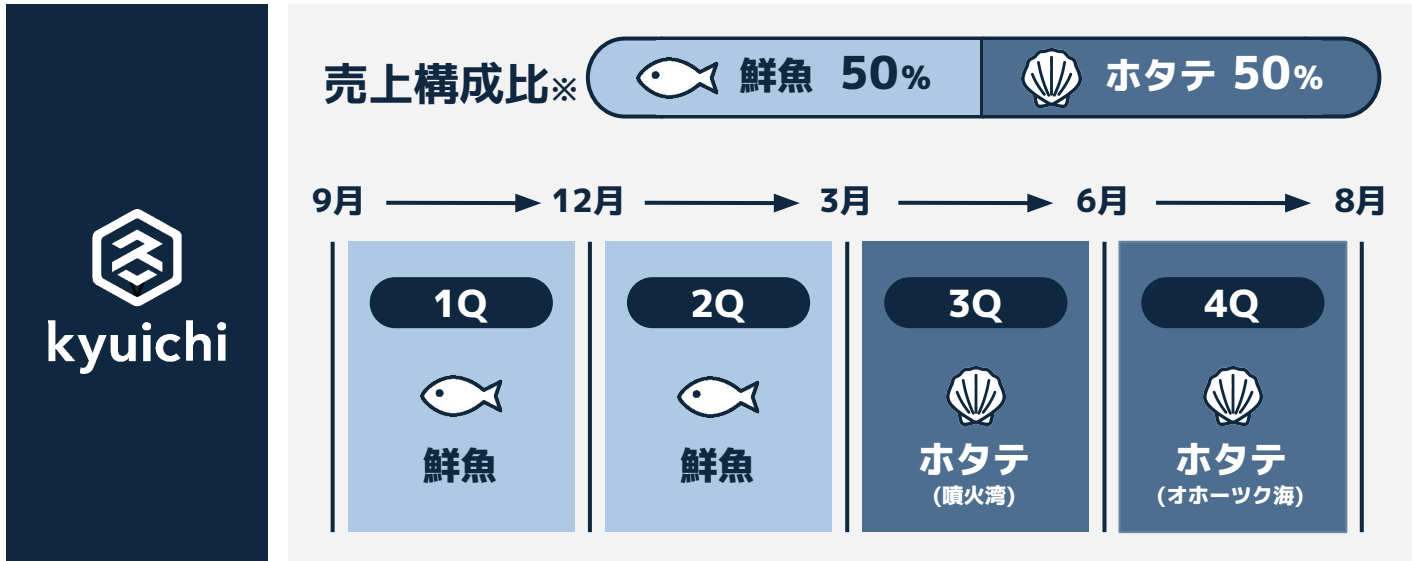 kyuichi
売上構成比※
鮮魚 50%
ホタテ 50%
9月 12月 3月 6月 8月
1Q
鮮魚
2Q
鮮魚
3Q
ホタテ
(噴火湾)
4Q
ホタテ
(オホーツク海)